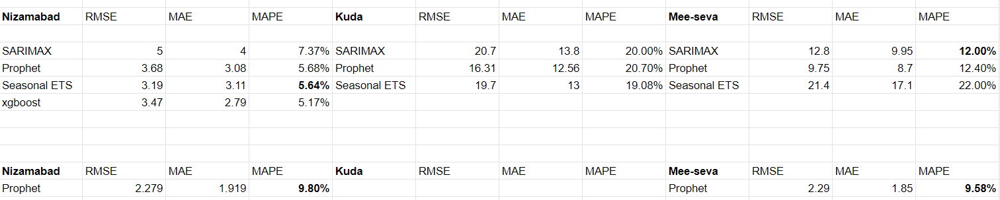 Nizamabad RMSE MAE MAPE Kuda RMSE MAE MAPE Mee-seva RMSE MAE MAPE
SARIMAX 5 4 7.37% SARIMAX 20.7 13.8 20.00% SARIMAX 12.8 9.95 12.00%
Prophet 3.68 3.08 5.68% Prophet 16.31 12.56 20.70% Prophet 9.75 8.7 12.40%
Seasonal ETS 3.19 3.11 5.64% Seasonal ETS 19.7 13 19.08% Seasonal ETS 21.4 17.1 22.00%
xgboost 3.47 2.79 5.17%
Nizamabad RMSE MAE MAPE Kuda RMSE MAE MAPE Mee-seva RMSE MAE MAPE
Prophet 2.279 1.919 9.80% Prophet 2.29 1.85 9.58%